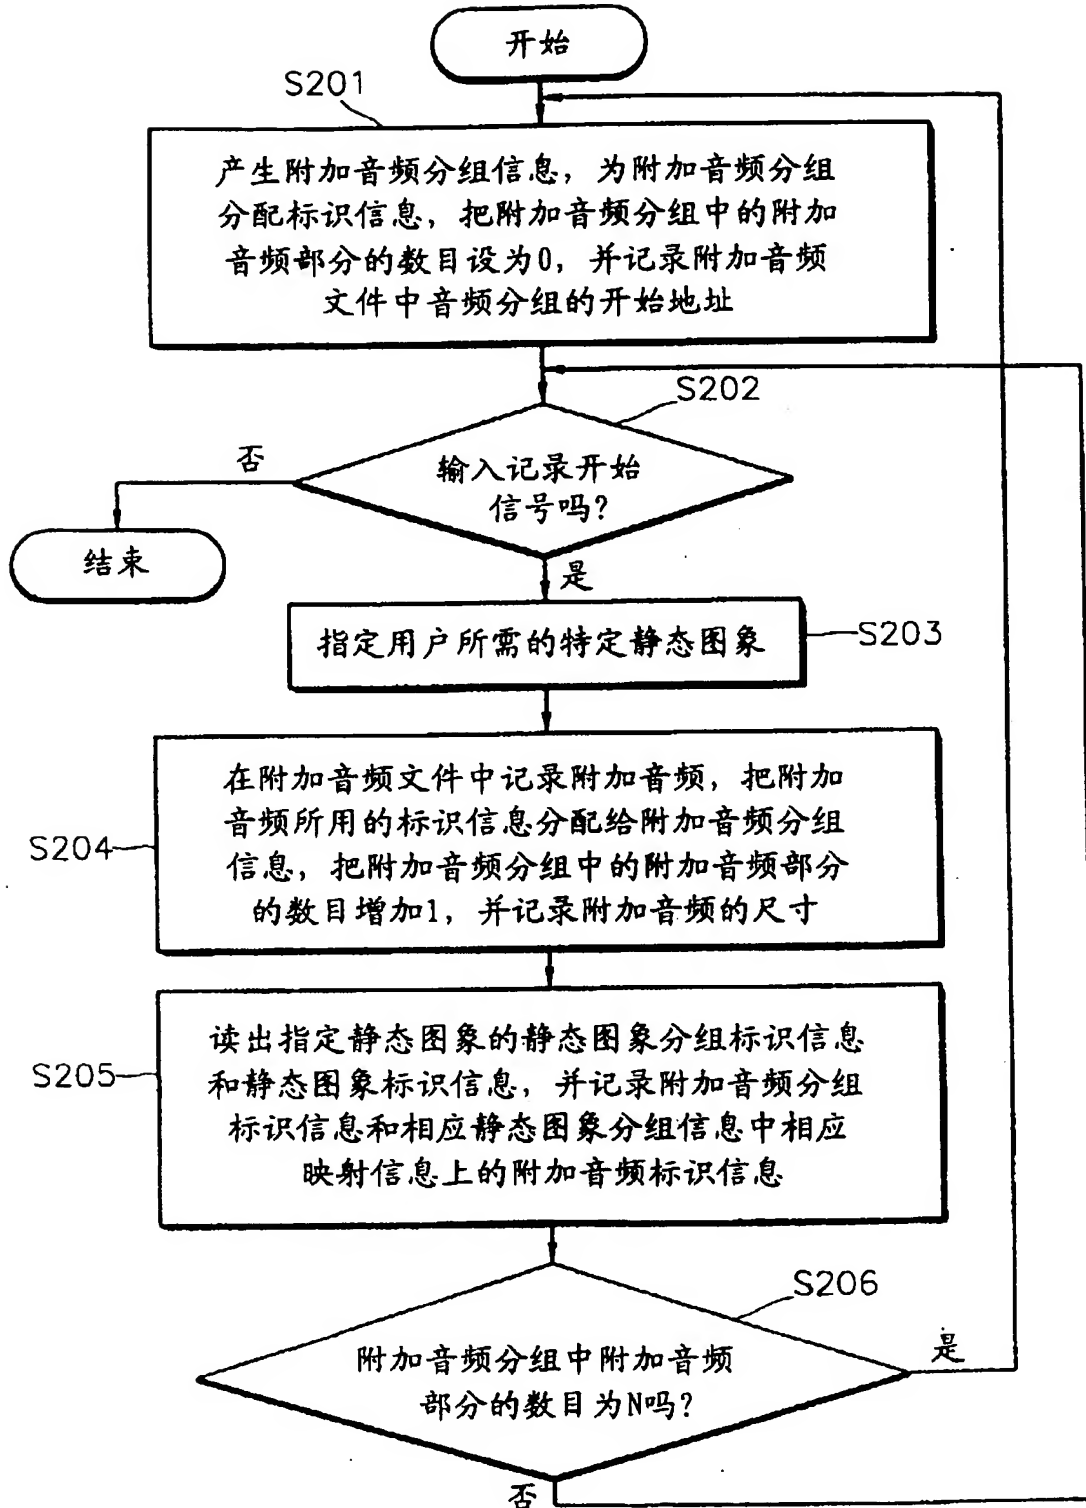 开始
S201
产生附加音频分组信息，为附加音频分组
分配标识信息，把附加音频分组中的附加
音频部分的数目设为0，并记录附加音频
文件中音频分组的开始地址
S202
否
输入记录开始
信号吗？
结束
是
指定用户所需的特定静态图象
S203
在附加音频文件中记录附加音频，把附加
音频所用的标识信息分配给附加音频分组
信息，把附加音频分组中的附加音频部分
的数目增加1，并记录附加音频的尺寸
S204
读出指定静态图象的静态图象分组标识信息
和静态图象标识信息，并记录附加音频分组
标识信息和相应静态图象分组信息中相应
映射信息上的附加音频标识信息
S205
S206
附加音频分组中附加音频
部分的数目为N吗？
是
否